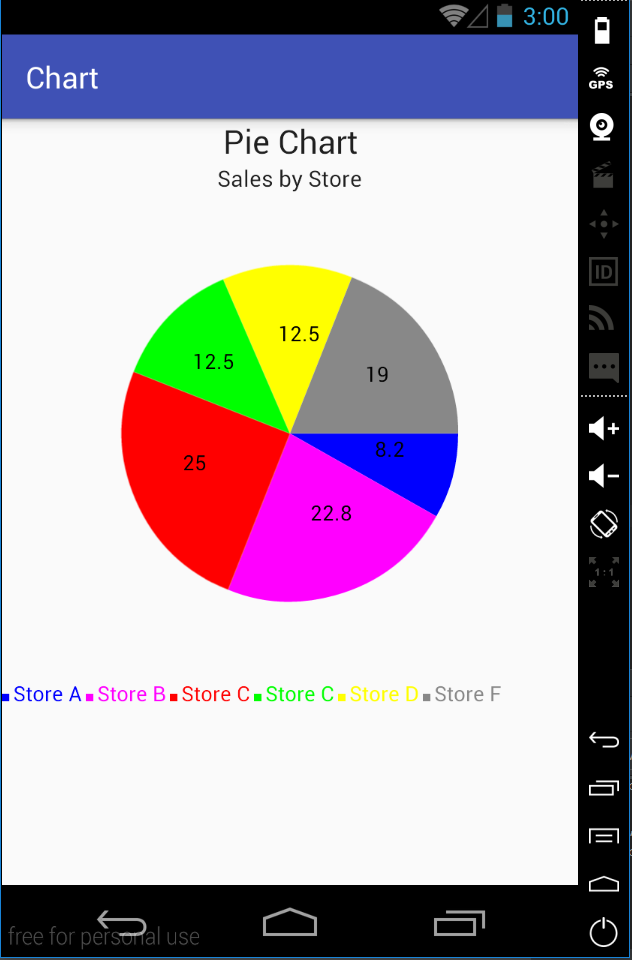 3:00
Chart
GPS
Pie Chart
Sales by Store
ID
12.5
12.5
19
8.2
25
22.8
1:1
Store A Store B Store C Store C Store D Store F
free for personal use